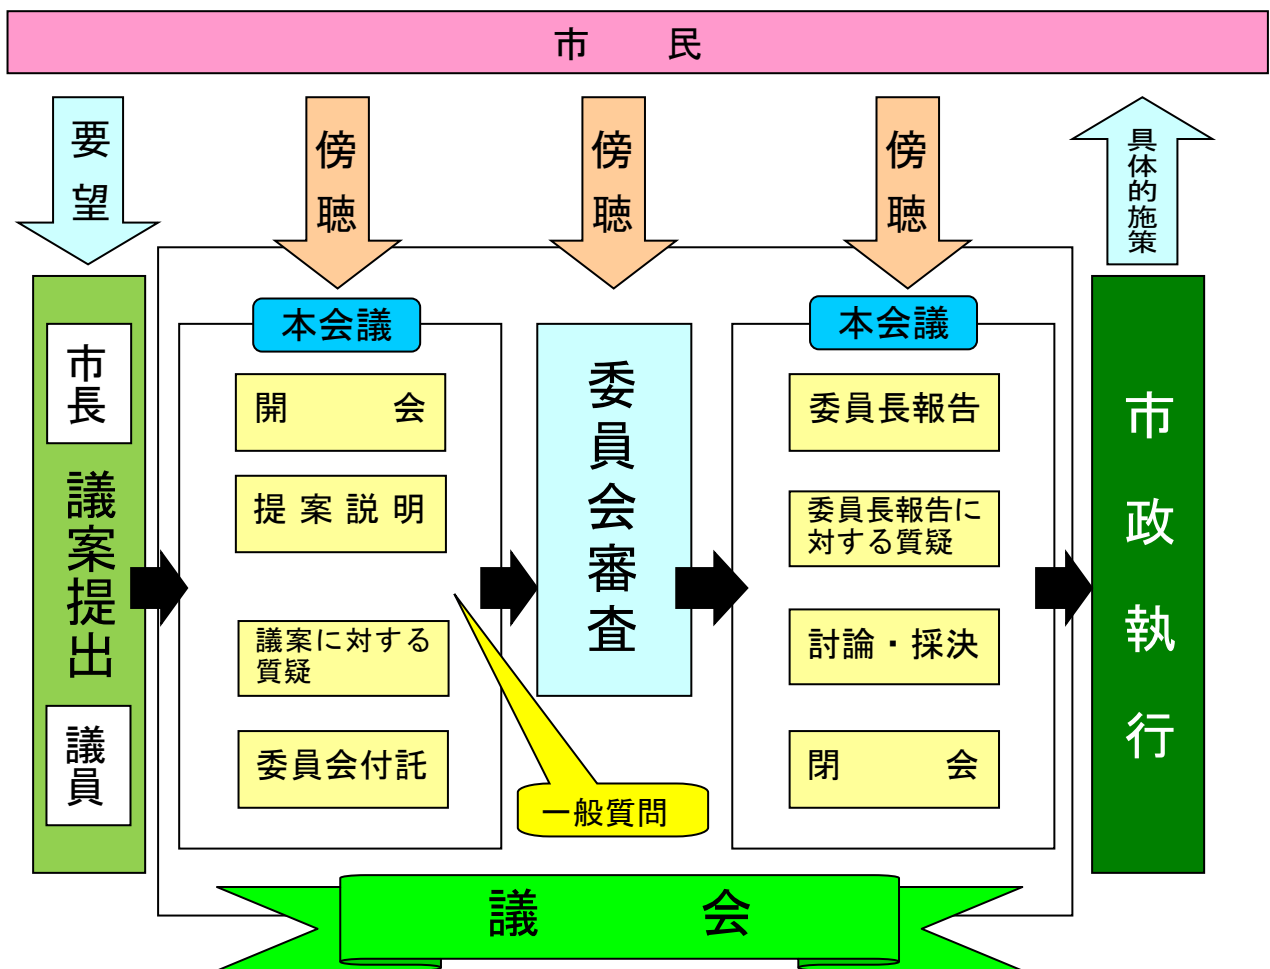 市　　民
要望
傍聴
傍聴
傍聴
具体的施策
市長
議案提出
議員
本会議
開　　　会
提 案 説 明
議案に対する
質疑
委員会付託
一般質問
委員会審査
本会議
委員長報告
委員長報告に
対する質疑
討論・採決
閉　　　会
市政執行
議　　　会